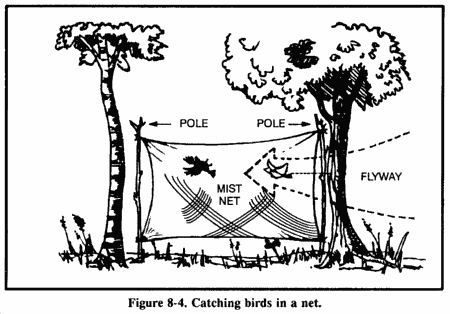 POLE POLE
MIST
NET
FLYWAY
Figure 8-4. Catching birds in a net.